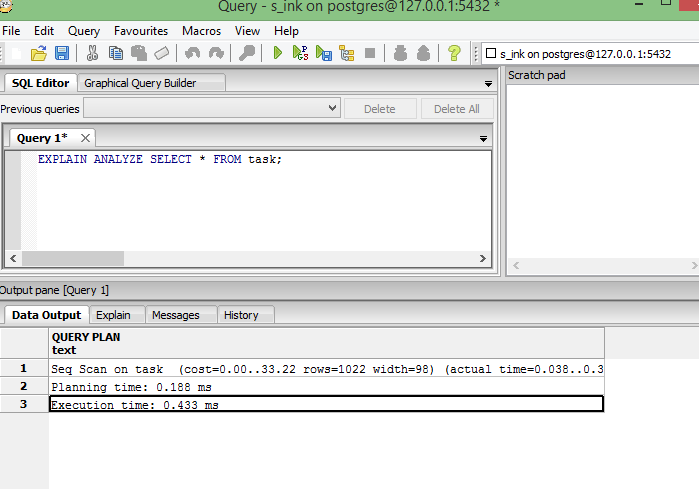 Query - s_ink on postgres@127.0.0.1:5432 *
File Edit Query Favourites Macros View Help
s_ink on postgres@127.0.0.1:5432
SQL Editor Graphical Query Builder
Scratch pad
Previous queries Delete Delete All
Query 1*
EXPLAIN ANALYZE SELECT * FROM task;
Output pane [Query 1]
Data Output Explain Messages History
QUERY PLAN
text
1 Seq Scan on task (cost=0.00..33.22 rows=1022 width=98) (actual time=0.038..0.3
2 Planning time: 0.188 ms
3 Execution time: 0.433 ms